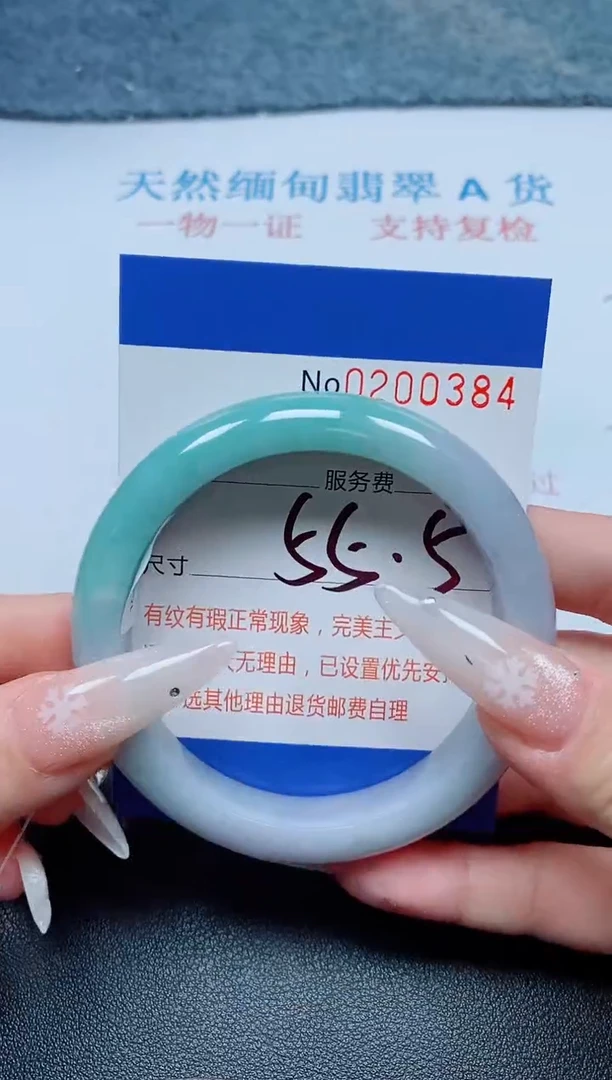 天然缅甸翡翠 A 货
一物一证 支持复检
No0200384
服务费
尺寸 55.5
有纹有瑕正常现象，完美主
无理由，已设置优先安
选其他理由退货邮费自理
过